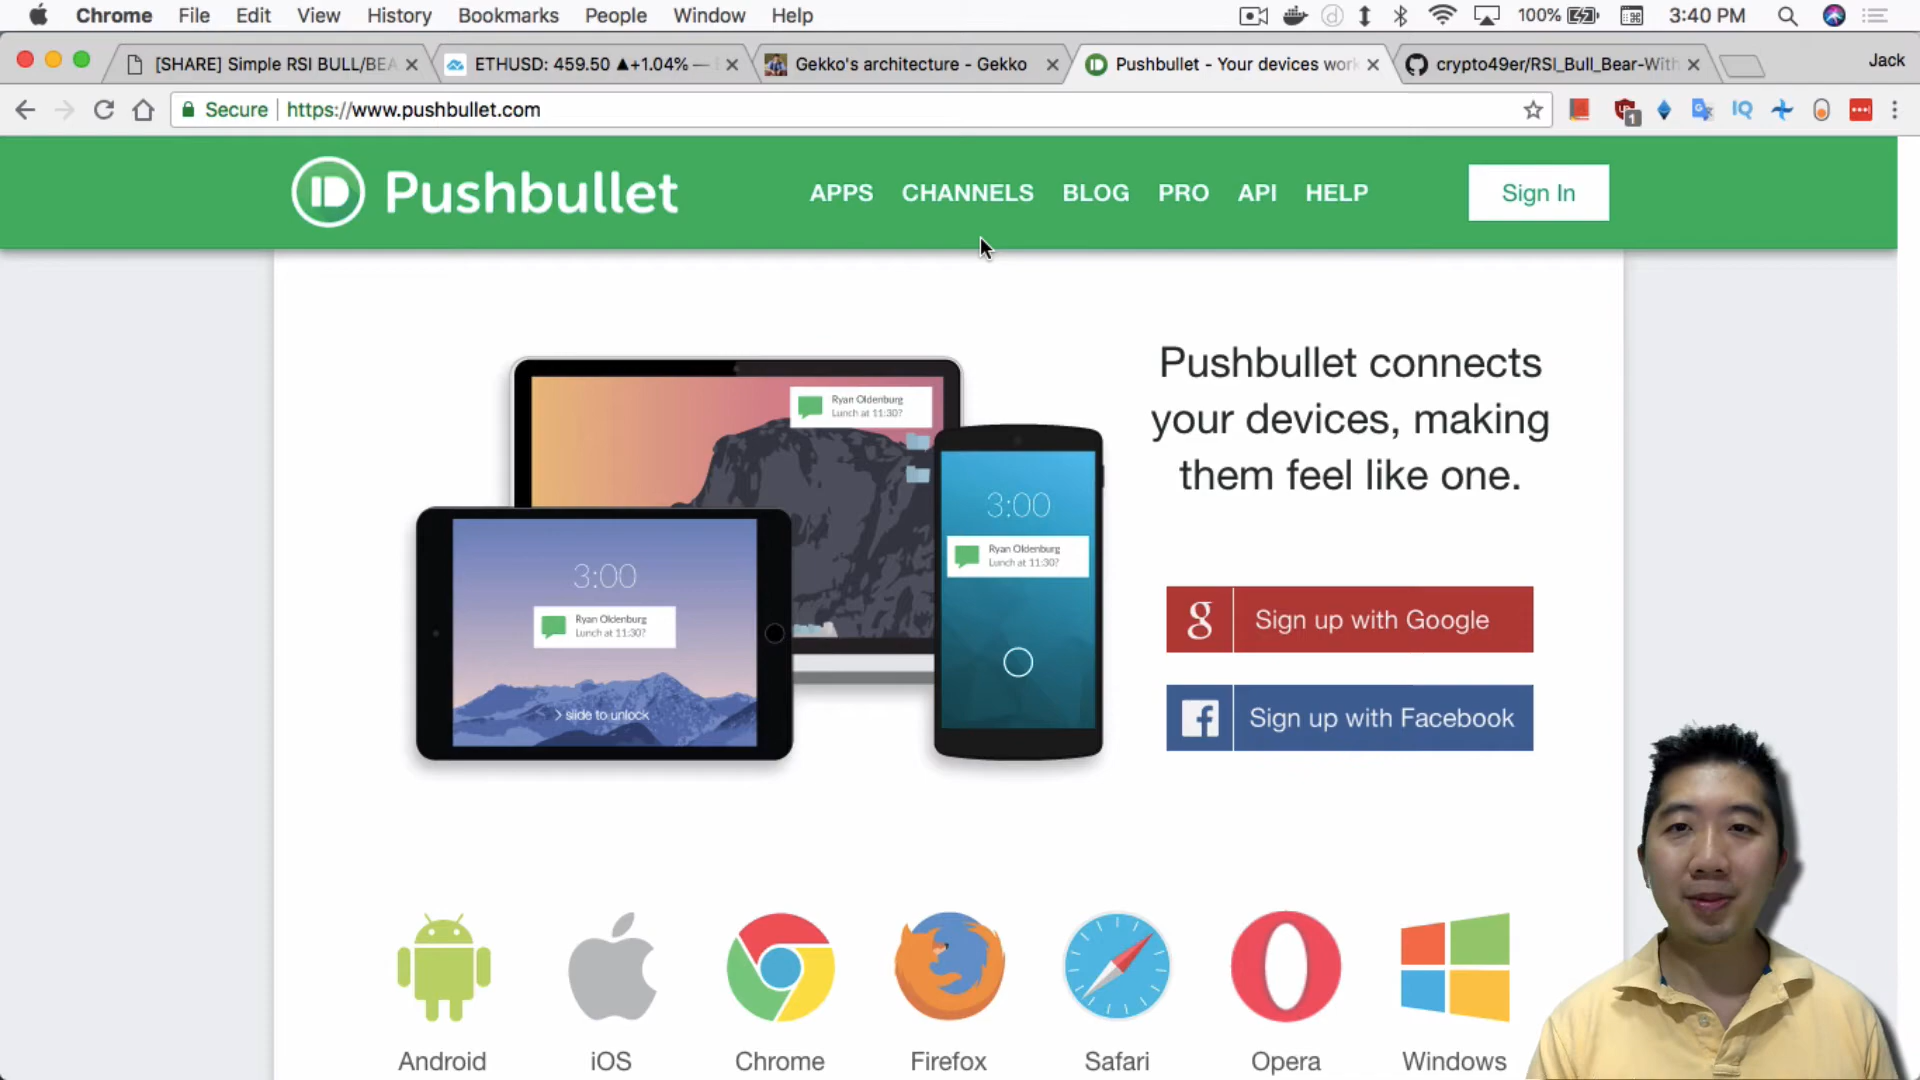 Chrome File Edit View History Bookmarks People Window Help 100% 3:40 PM
[SHARE] Simple RSI BULL/BEA ETHUSD: 459.50 ▲+1.04% — Gekko's architecture - Gekko Pushbullet - Your devices wor crypto49er/RSI_Bull_Bear-With Jack
Secure https://www.pushbullet.com 1
Pushbullet APPS CHANNELS BLOG PRO API HELP Sign In
Pushbullet connects
your devices, making
them feel like one.
Ryan Oldenburg
Lunch at 11:30?
3:00
Ryan Oldenburg
Lunch at 11:30?
3:00
Ryan Oldenburg
Lunch at 11:30?
> slide to unlock
g Sign up with Google
f Sign up with Facebook
Android iOS Chrome Firefox Safari Opera Windows